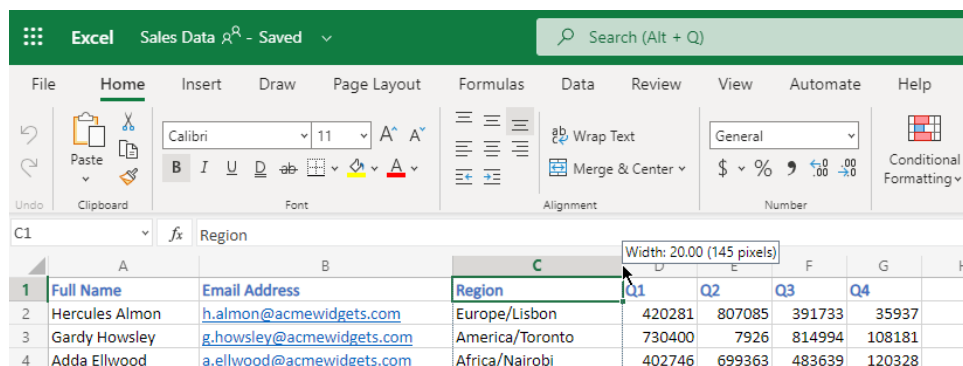 Excel Sales Data - Saved Search (Alt + Q)
File Home Insert Draw Page Layout Formulas Data Review View Automate Help
Paste Calibri 11 A^ A˅ Wrap Text General Conditional
B I U D ab A Merge & Center $ % 9 .00 .00 Formatting
Undo Clipboard Font Alignment Number
C1 fx Region
Width: 20.00 (145 pixels)
A B C D E F G
1 Full Name Email Address Region Q1 Q2 Q3 Q4
2 Hercules Almon h.almon@acmewidgets.com Europe/Lisbon 420281 807085 391733 35937
3 Gardy Howsley g.howsley@acmewidgets.com America/Toronto 730400 7926 814994 108181
4 Adda Ellwood a.ellwood@acmewidgets.com Africa/Nairobi 402746 699363 483639 120328